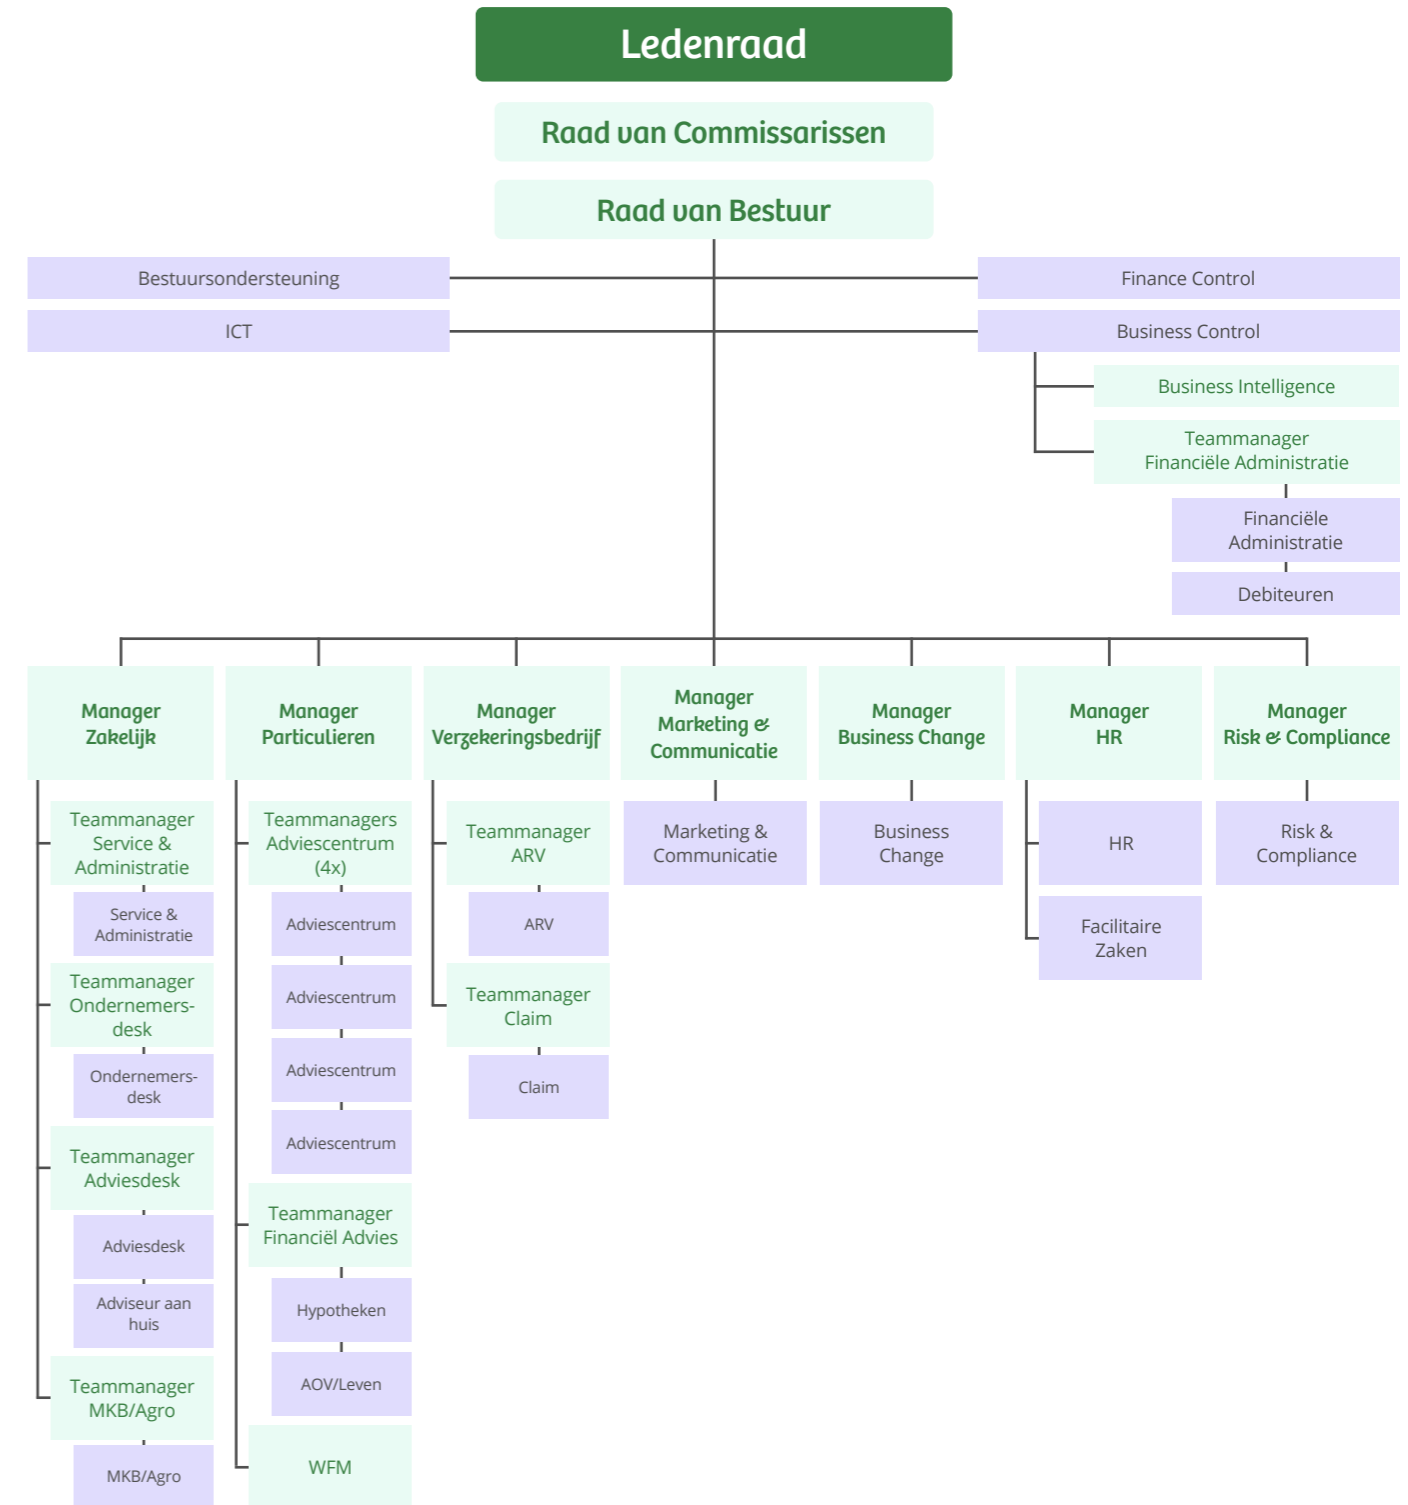 Ledenraad
Raad van Commissarissen
Raad van Bestuur
Bestuursondersteuning
Finance Control
ICT
Business Control
Business Intelligence
Teammanager
Financiële Administratie
Financiële
Administratie
Debiteuren
Manager
Zakelijk
Manager
Particulieren
Manager
Verzekeringsbedrijf
Manager
Marketing &
Communicatie
Manager
Business Change
Manager
HR
Manager
Risk & Compliance
Teammanager
Service &
Administratie
Service &
Administratie
Teammanager
Ondernemers-
desk
Ondernemers-
desk
Teammanager
Adviesdesk
Adviesdesk
Adviseur aan
huis
Teammanager
MKB/Agro
MKB/Agro
Teammanagers
Adviescentrum
(4x)
Adviescentrum
Adviescentrum
Adviescentrum
Adviescentrum
Teammanager
Financiël Advies
Hypotheken
AOV/Leven
WFM
Teammanager
ARV
ARV
Teammanager
Claim
Claim
Marketing &
Communicatie
Business
Change
HR
Facilitaire
Zaken
Risk &
Compliance